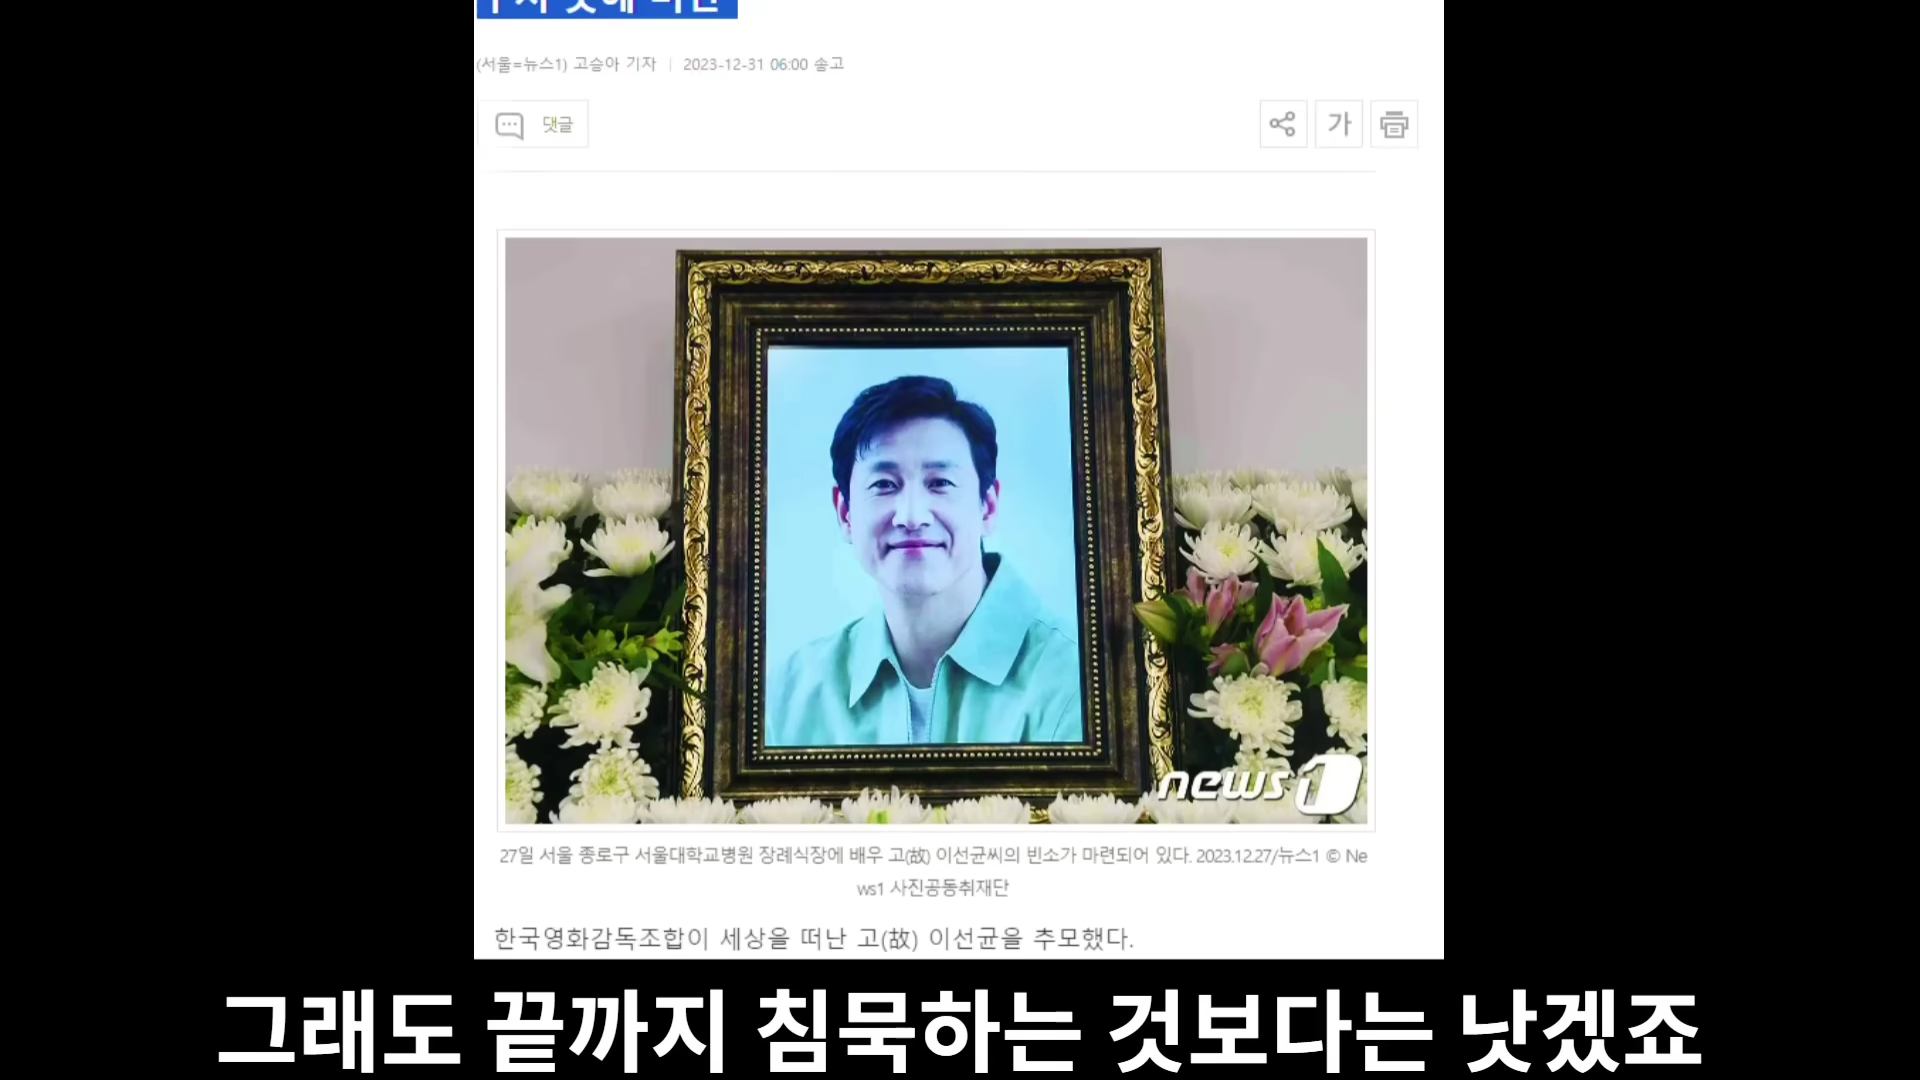 (서울=뉴스1) 고승아 기자 | 2023-12-31 06:00 송고
댓글
가
news1
27일 서울 종로구 서울대학교병원 장례식장에 배우 고(故) 이선균씨의 빈소가 마련되어 있다. 2023.12.27/뉴스1 © Ne
ws1 사진공동취재단
한국영화감독조합이 세상을 떠난 고(故) 이선균을 추모했다.
그래도 끝까지 침묵하는 것보다는 낫겠죠